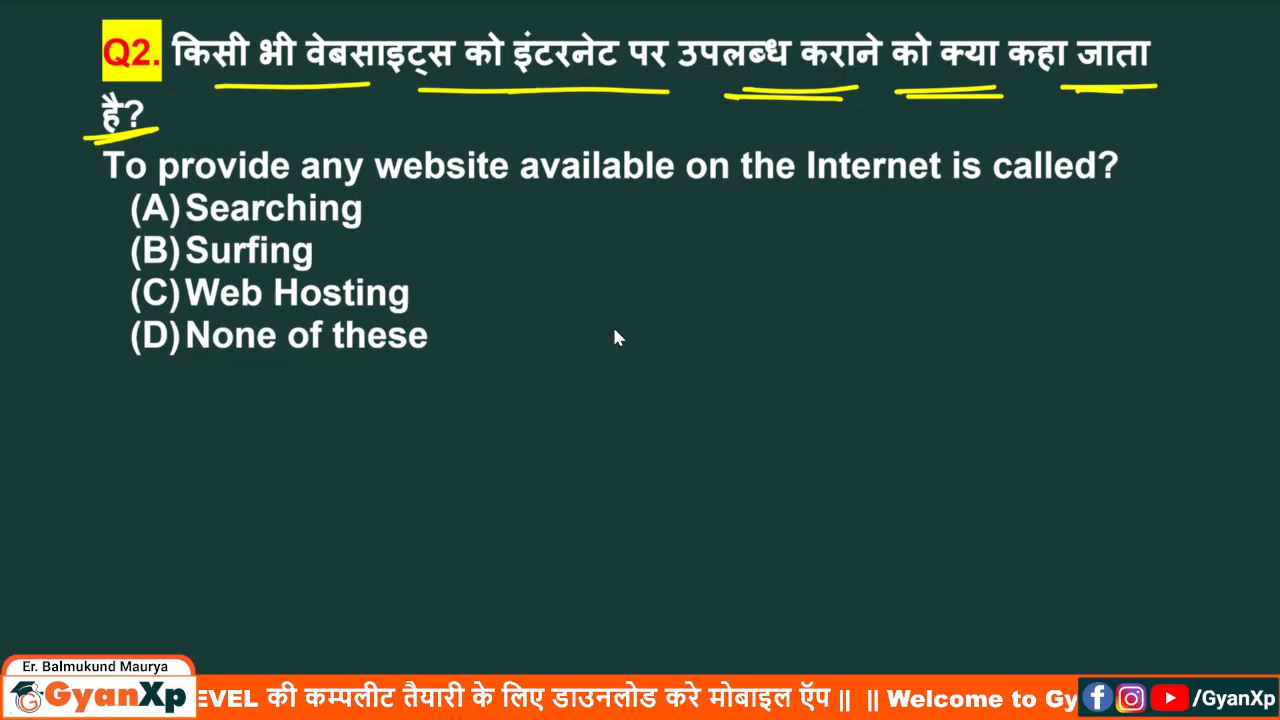 Q2. किसी भी वेबसाइट्स को इंटरनेट पर उपलब्ध कराने को क्या कहा जाता
है?
To provide any website available on the Internet is called?
(A) Searching
(B) Surfing
(C) Web Hosting
(D) None of these
Er. Balmukund Maurya
GyanXp
EVEL की कम्पलीट तैयारी के लिए डाउनलोड करे मोबाइल ऍप || || Welcome to Gy
/GyanXp